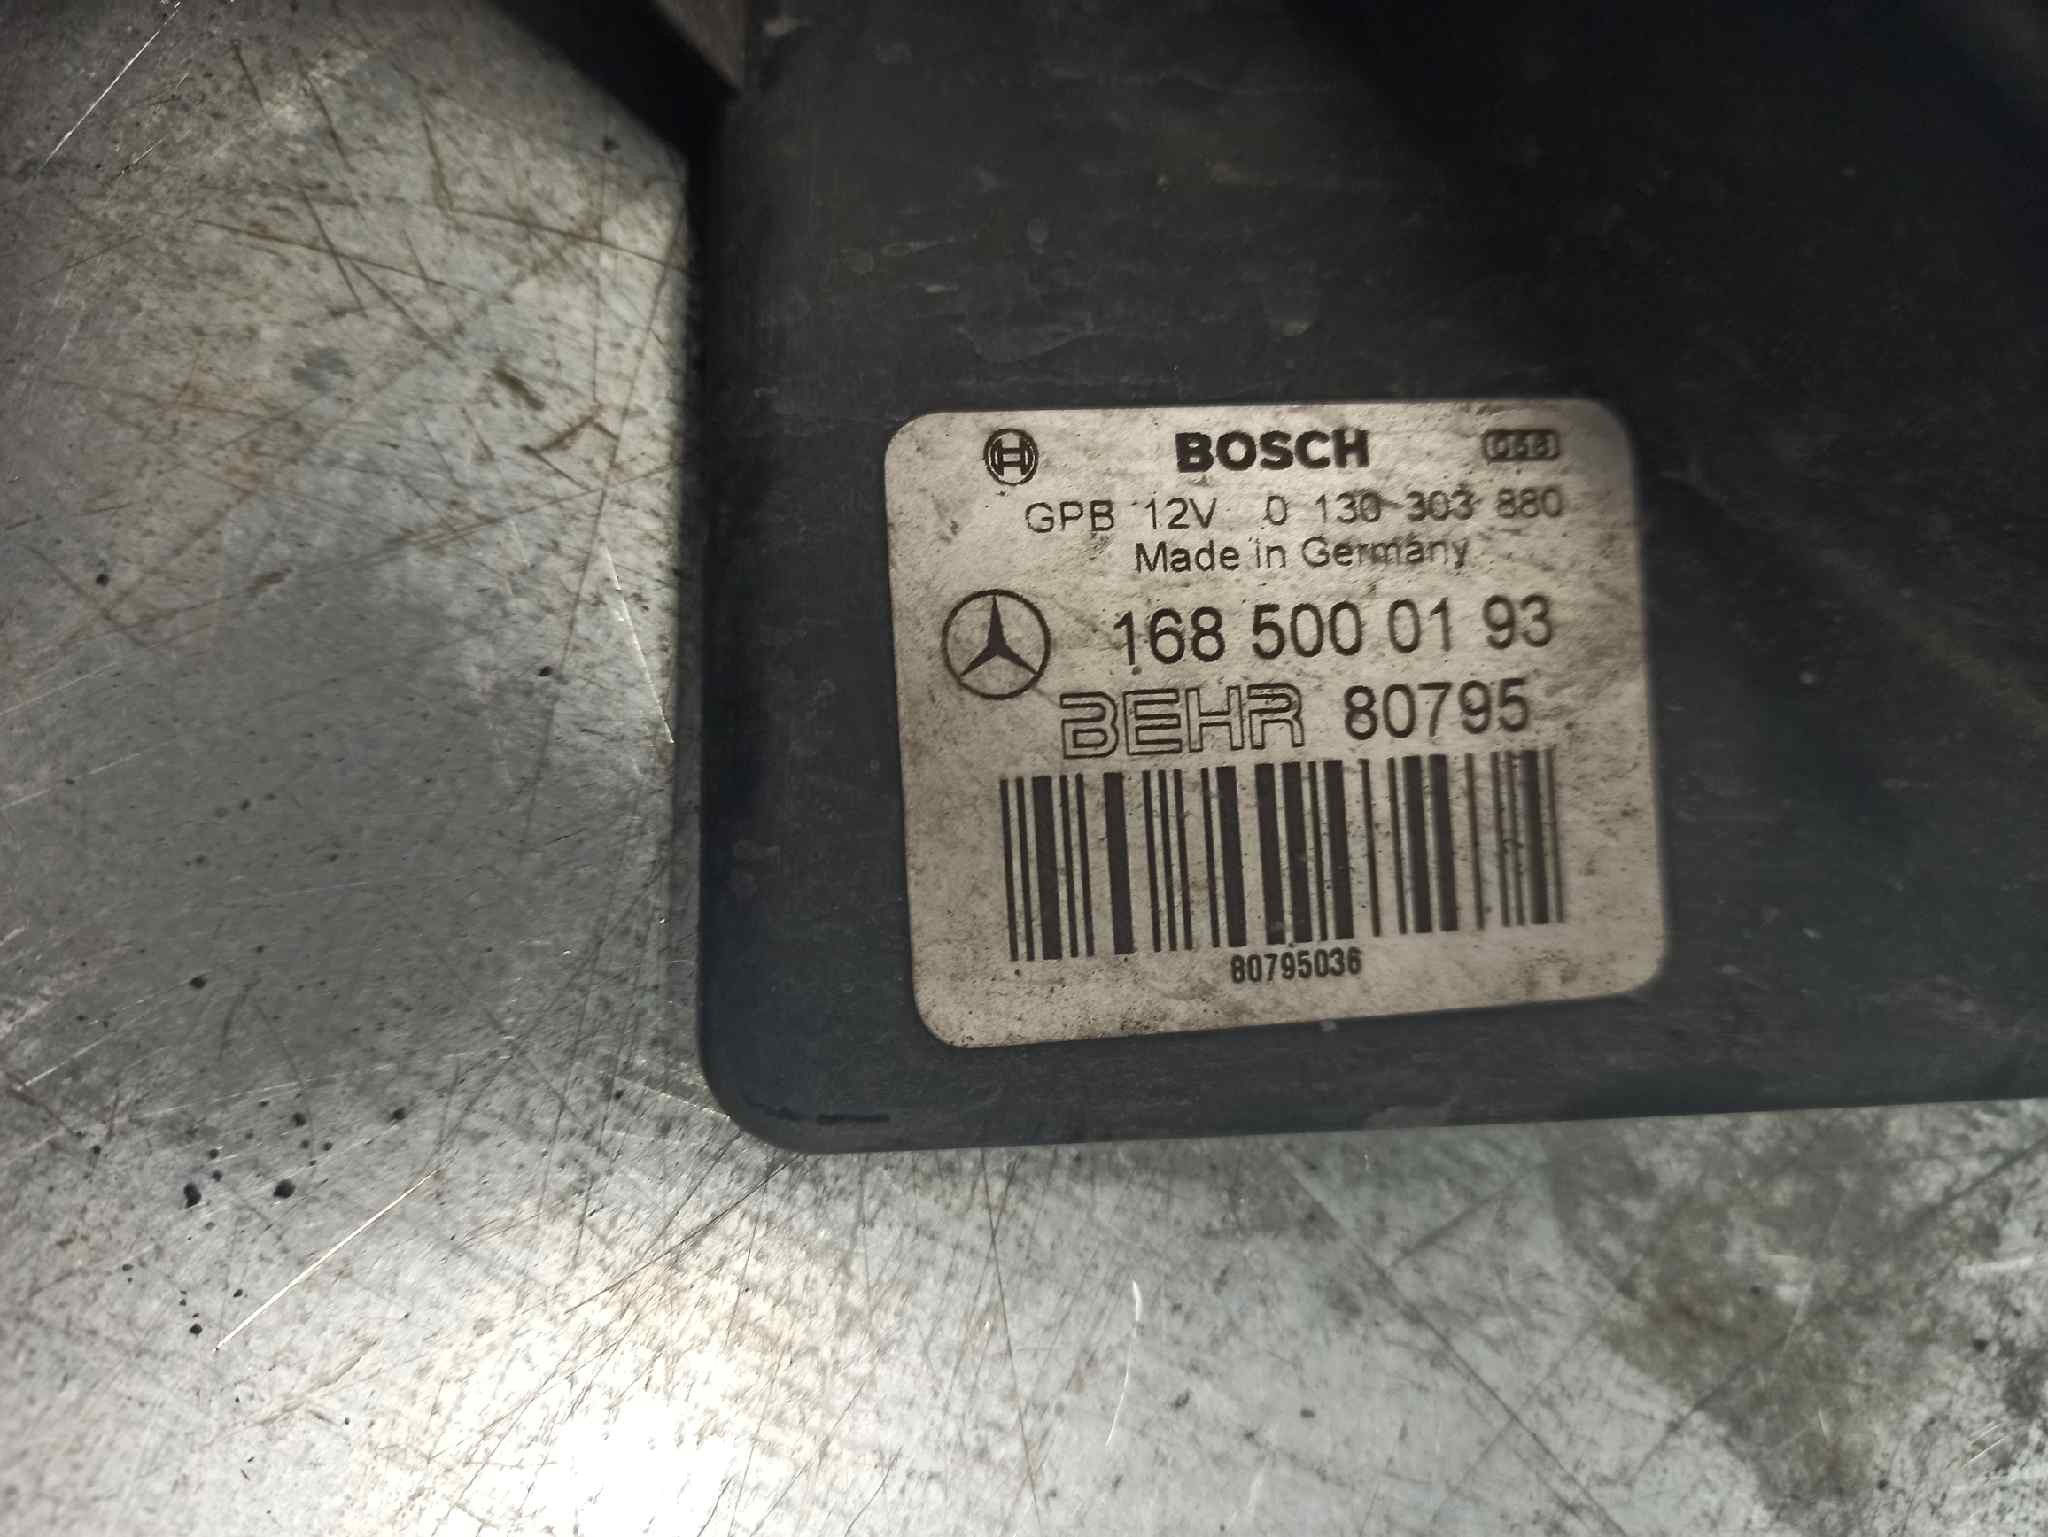 BOSCH
GPB 12V 0 130 303 880
Made in Germany
168 500 01 93
BEHR 80795
80795036